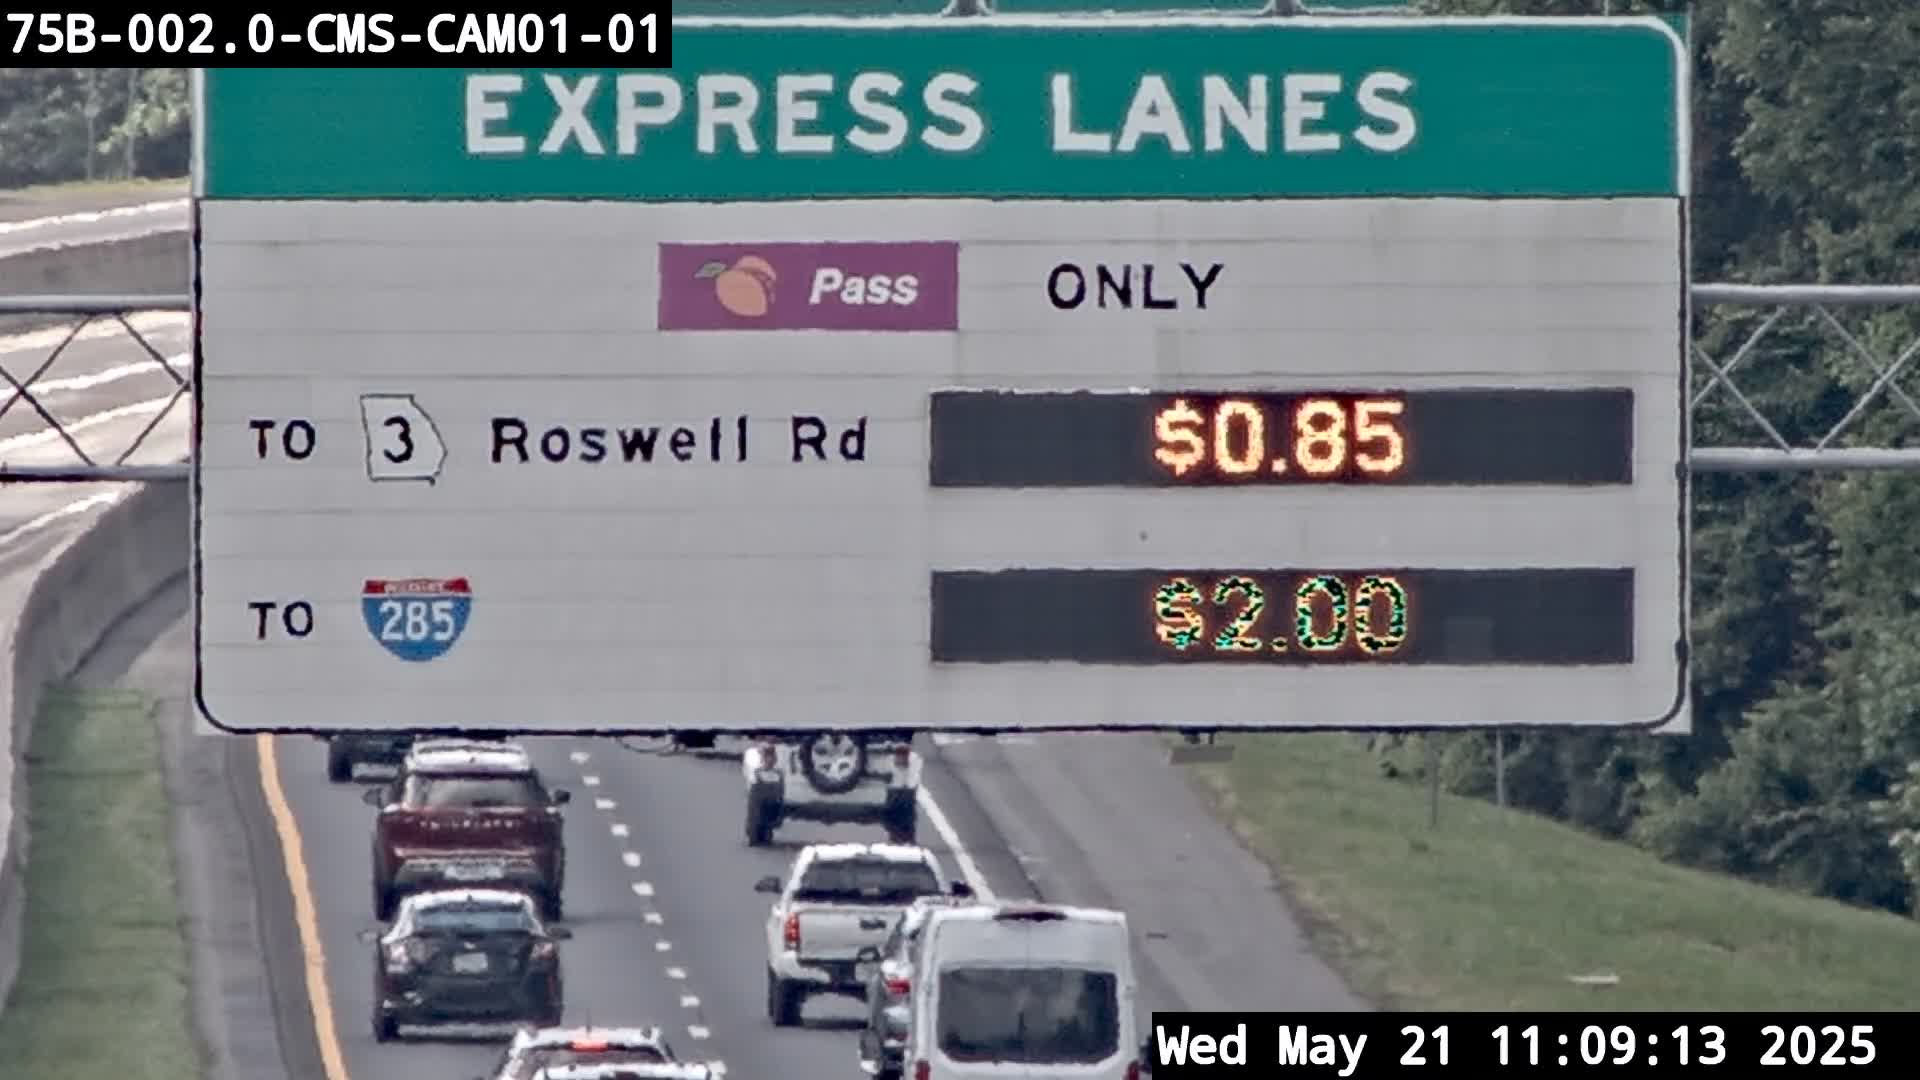 75B-002.0-CMS-CAM01-01
EXPRESS LANES
Pass ONLY
TO 3 Roswell Rd $0.85
TO 285 $2.00
Wed May 21 11:09:13 2025